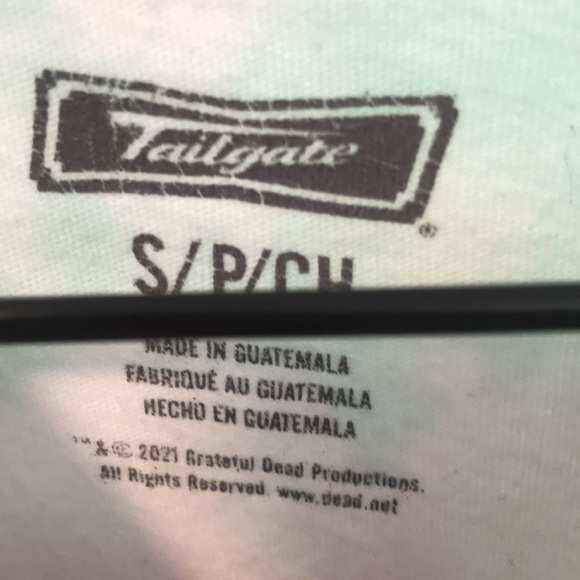 Tailgate
®
S/P/CH
MADE IN GUATEMALA
FABRIQUÉ AU GUATEMALA
HECHO EN GUATEMALA
™ & © 2021 Grateful Dead Productions.
All Rights Reserved. www.dead.net